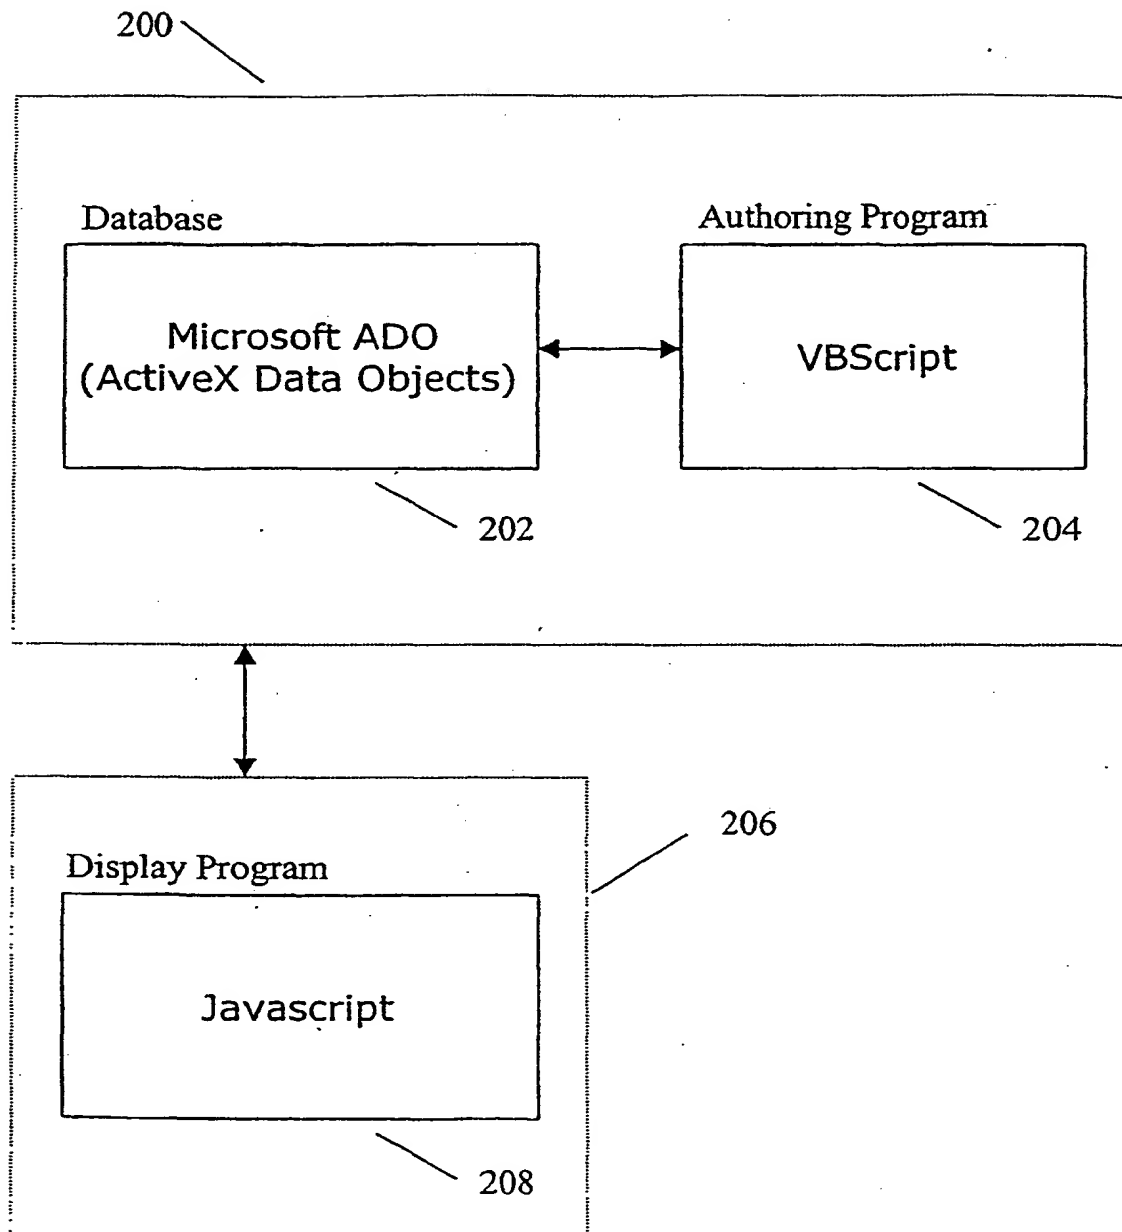 200
Database
Authoring Program
Microsoft ADO
(ActiveX Data Objects)
VBScript
202
204
206
Display Program
Javascript
208